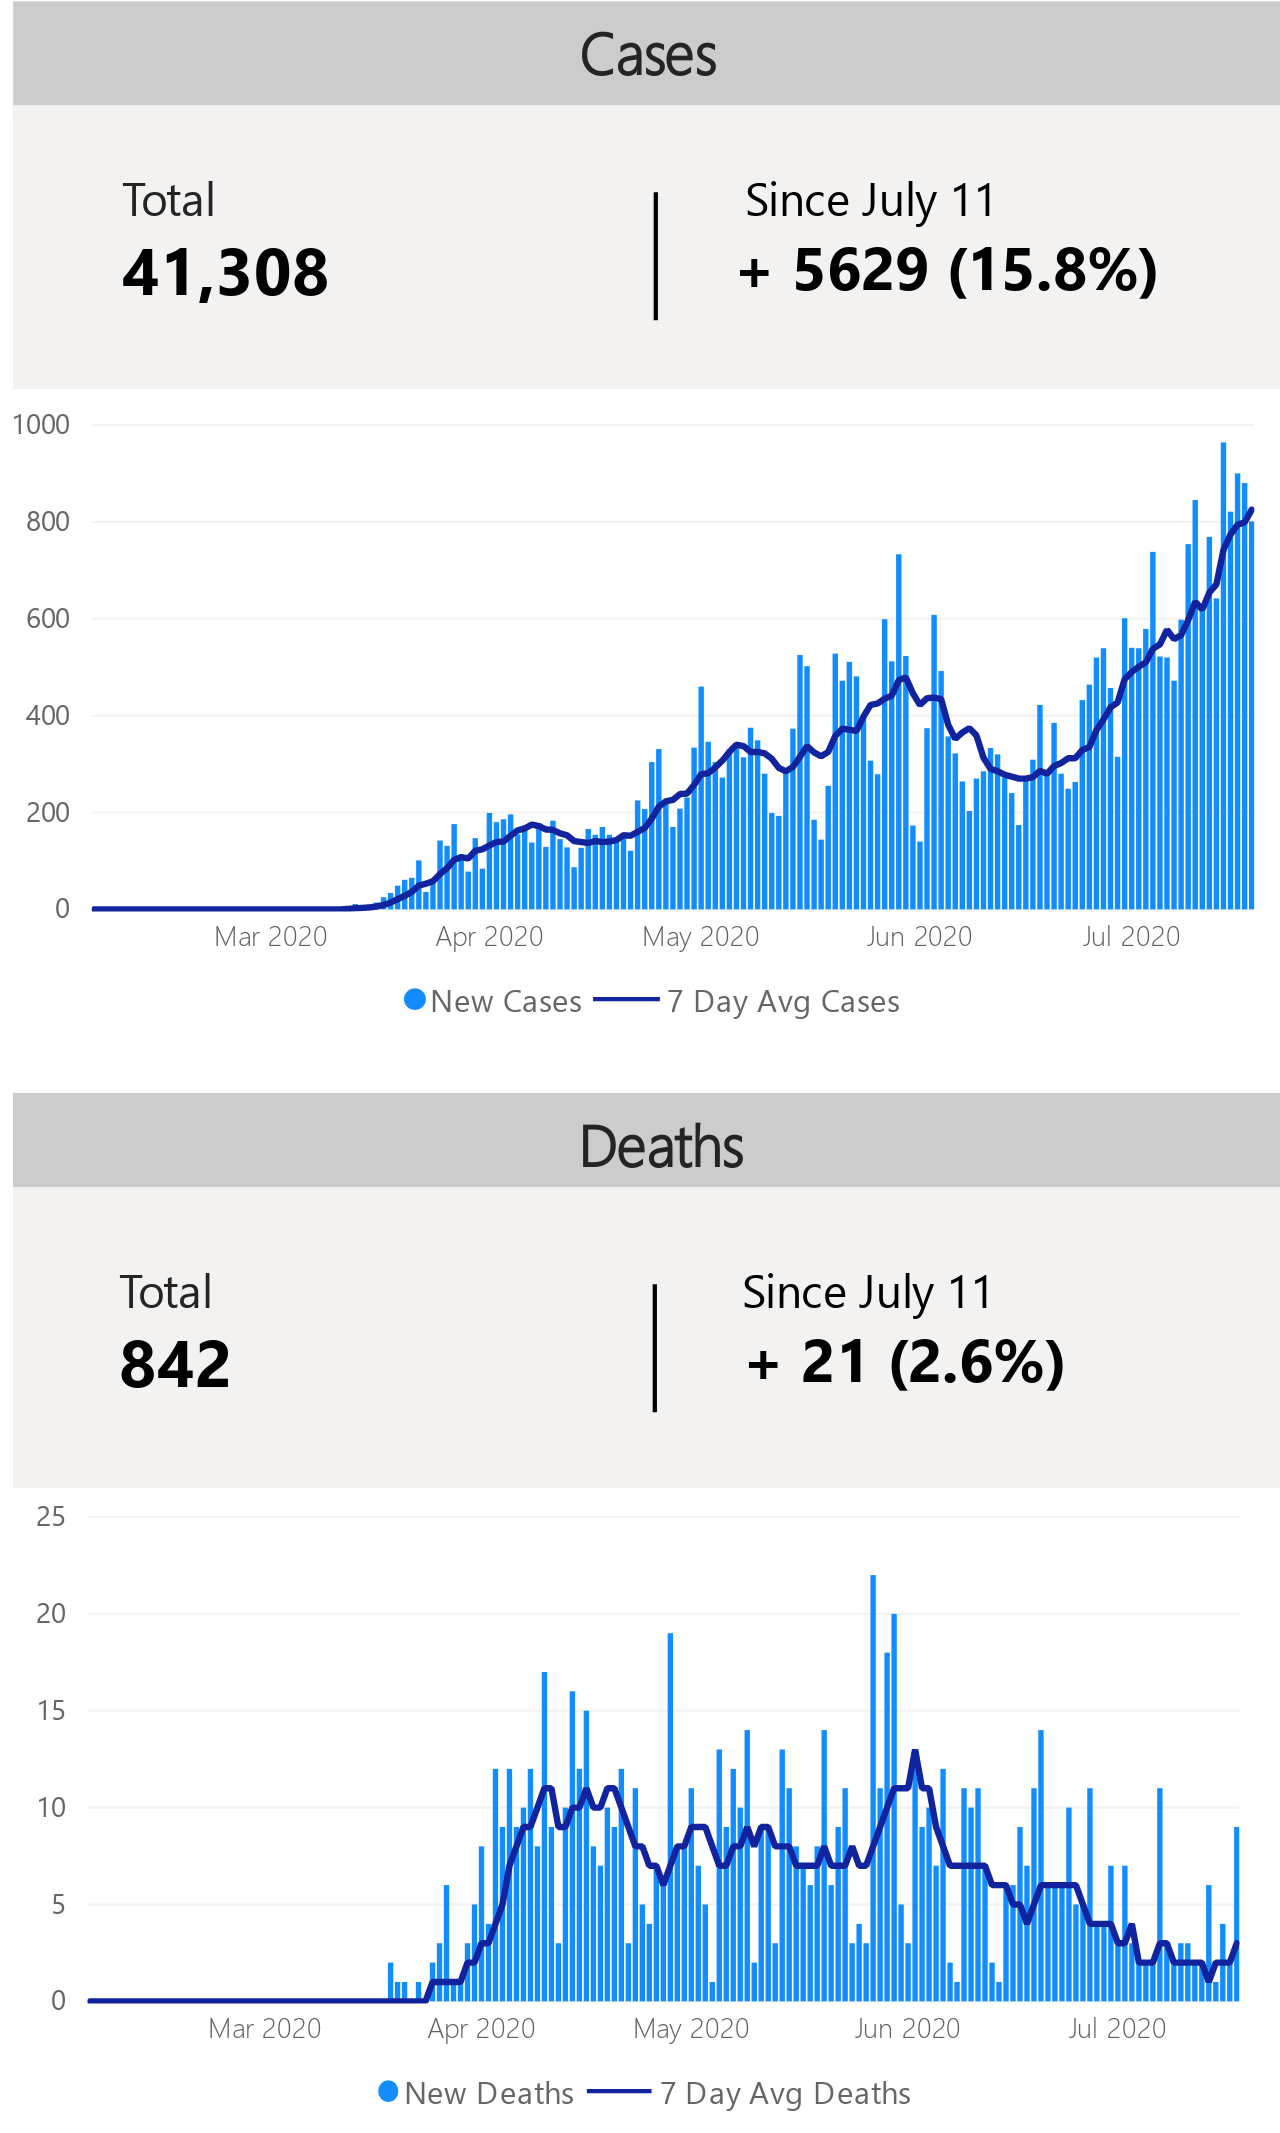 Cases
Total
Since July 11
41,308
+ 5629 (15.8%)
1000
800
600
400
200
0
Mar 2020 Apr 2020 May 2020 Jun 2020 Jul 2020
New Cases 7 Day Avg Cases
Deaths
Total
Since July 11
842
+ 21 (2.6%)
25
20
15
10
5
0
Mar 2020 Apr 2020 May 2020 Jun 2020 Jul 2020
New Deaths 7 Day Avg Deaths